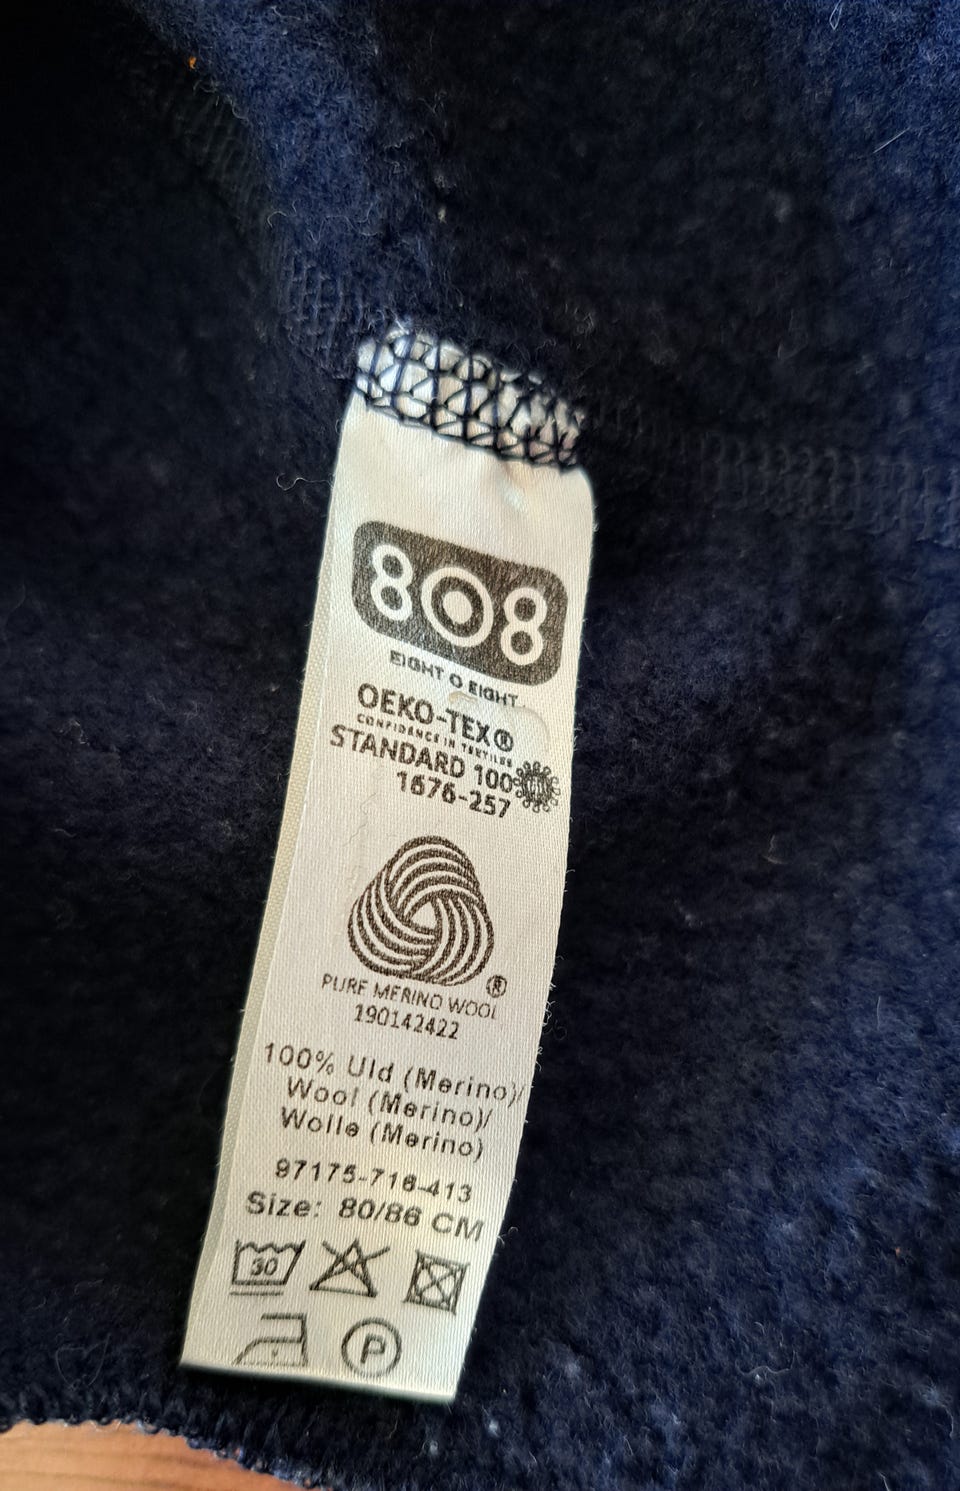 808
EIGHT O EIGHT
OEKO-TEX®
CONFIDENCE IN TEXTILES
STANDARD 100
1676-257
®
PURE MERINO WOOL
190142422
100% Uld (Merino)/
Wool (Merino)/
Wolle (Merino)
97175-716-413
Size: 80/86 CM
30
P